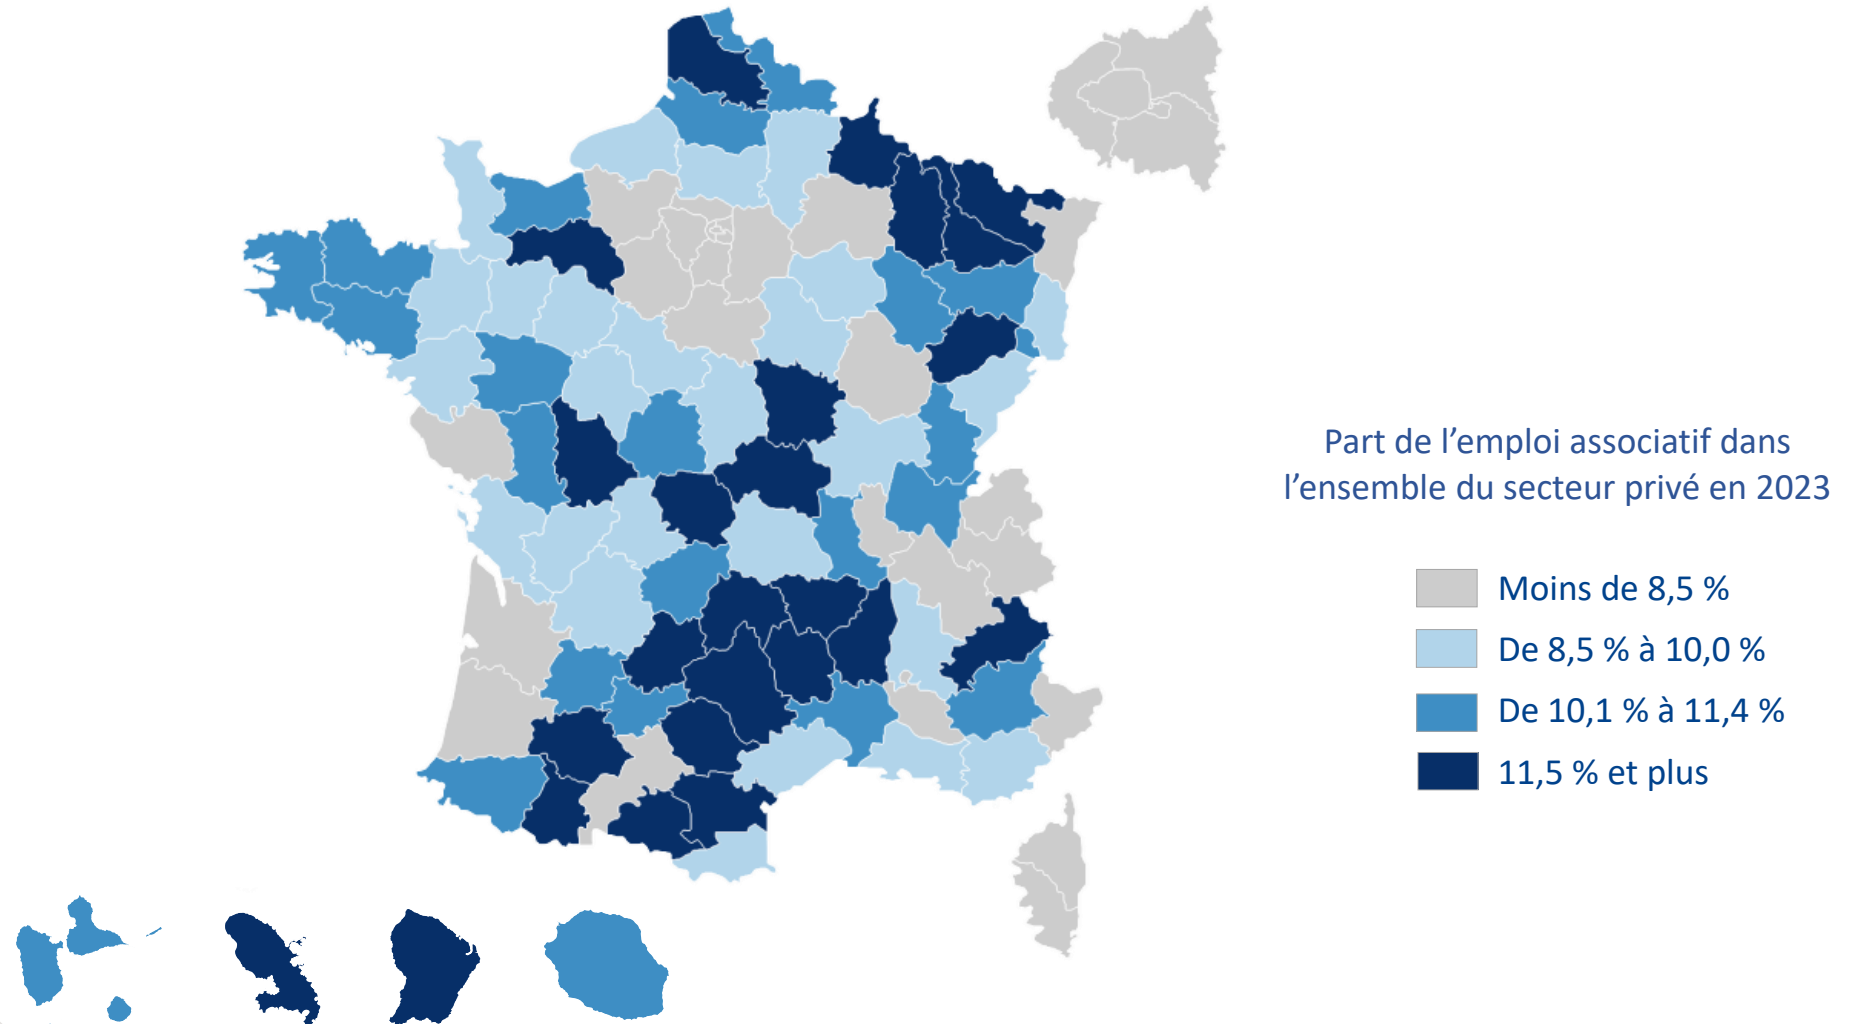 Part de l’emploi associatif dans
l’ensemble du secteur privé en 2023
Moins de 8,5 %
De 8,5 % à 10,0 %
De 10,1 % à 11,4 %
11,5 % et plus